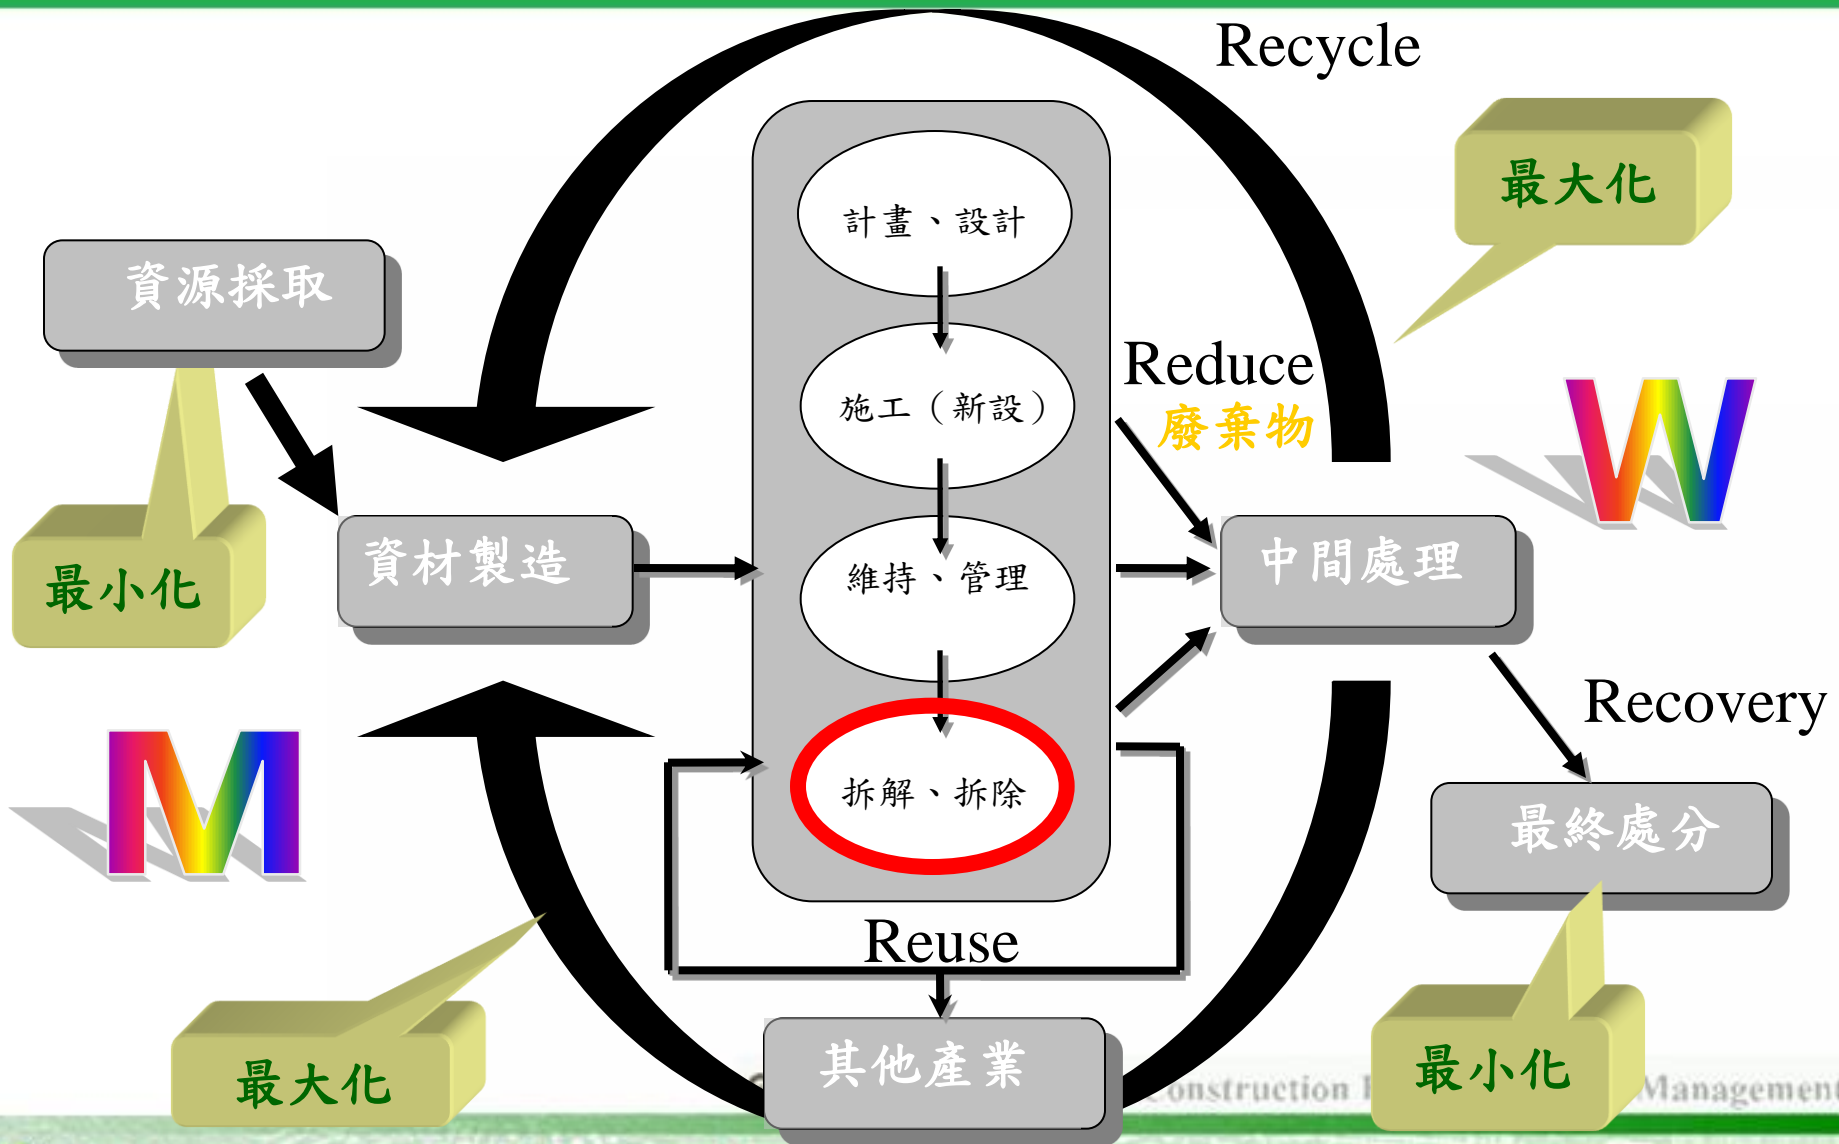 Recycle
最大化
計畫、設計
資源採取
Reduce
廢棄物
施工（新設）
W
資材製造
中間處理
最小化
維持、管理
Recovery
M
拆解、拆除
最終處分
Reuse
其他產業
最大化
最小化
onstruction
Management